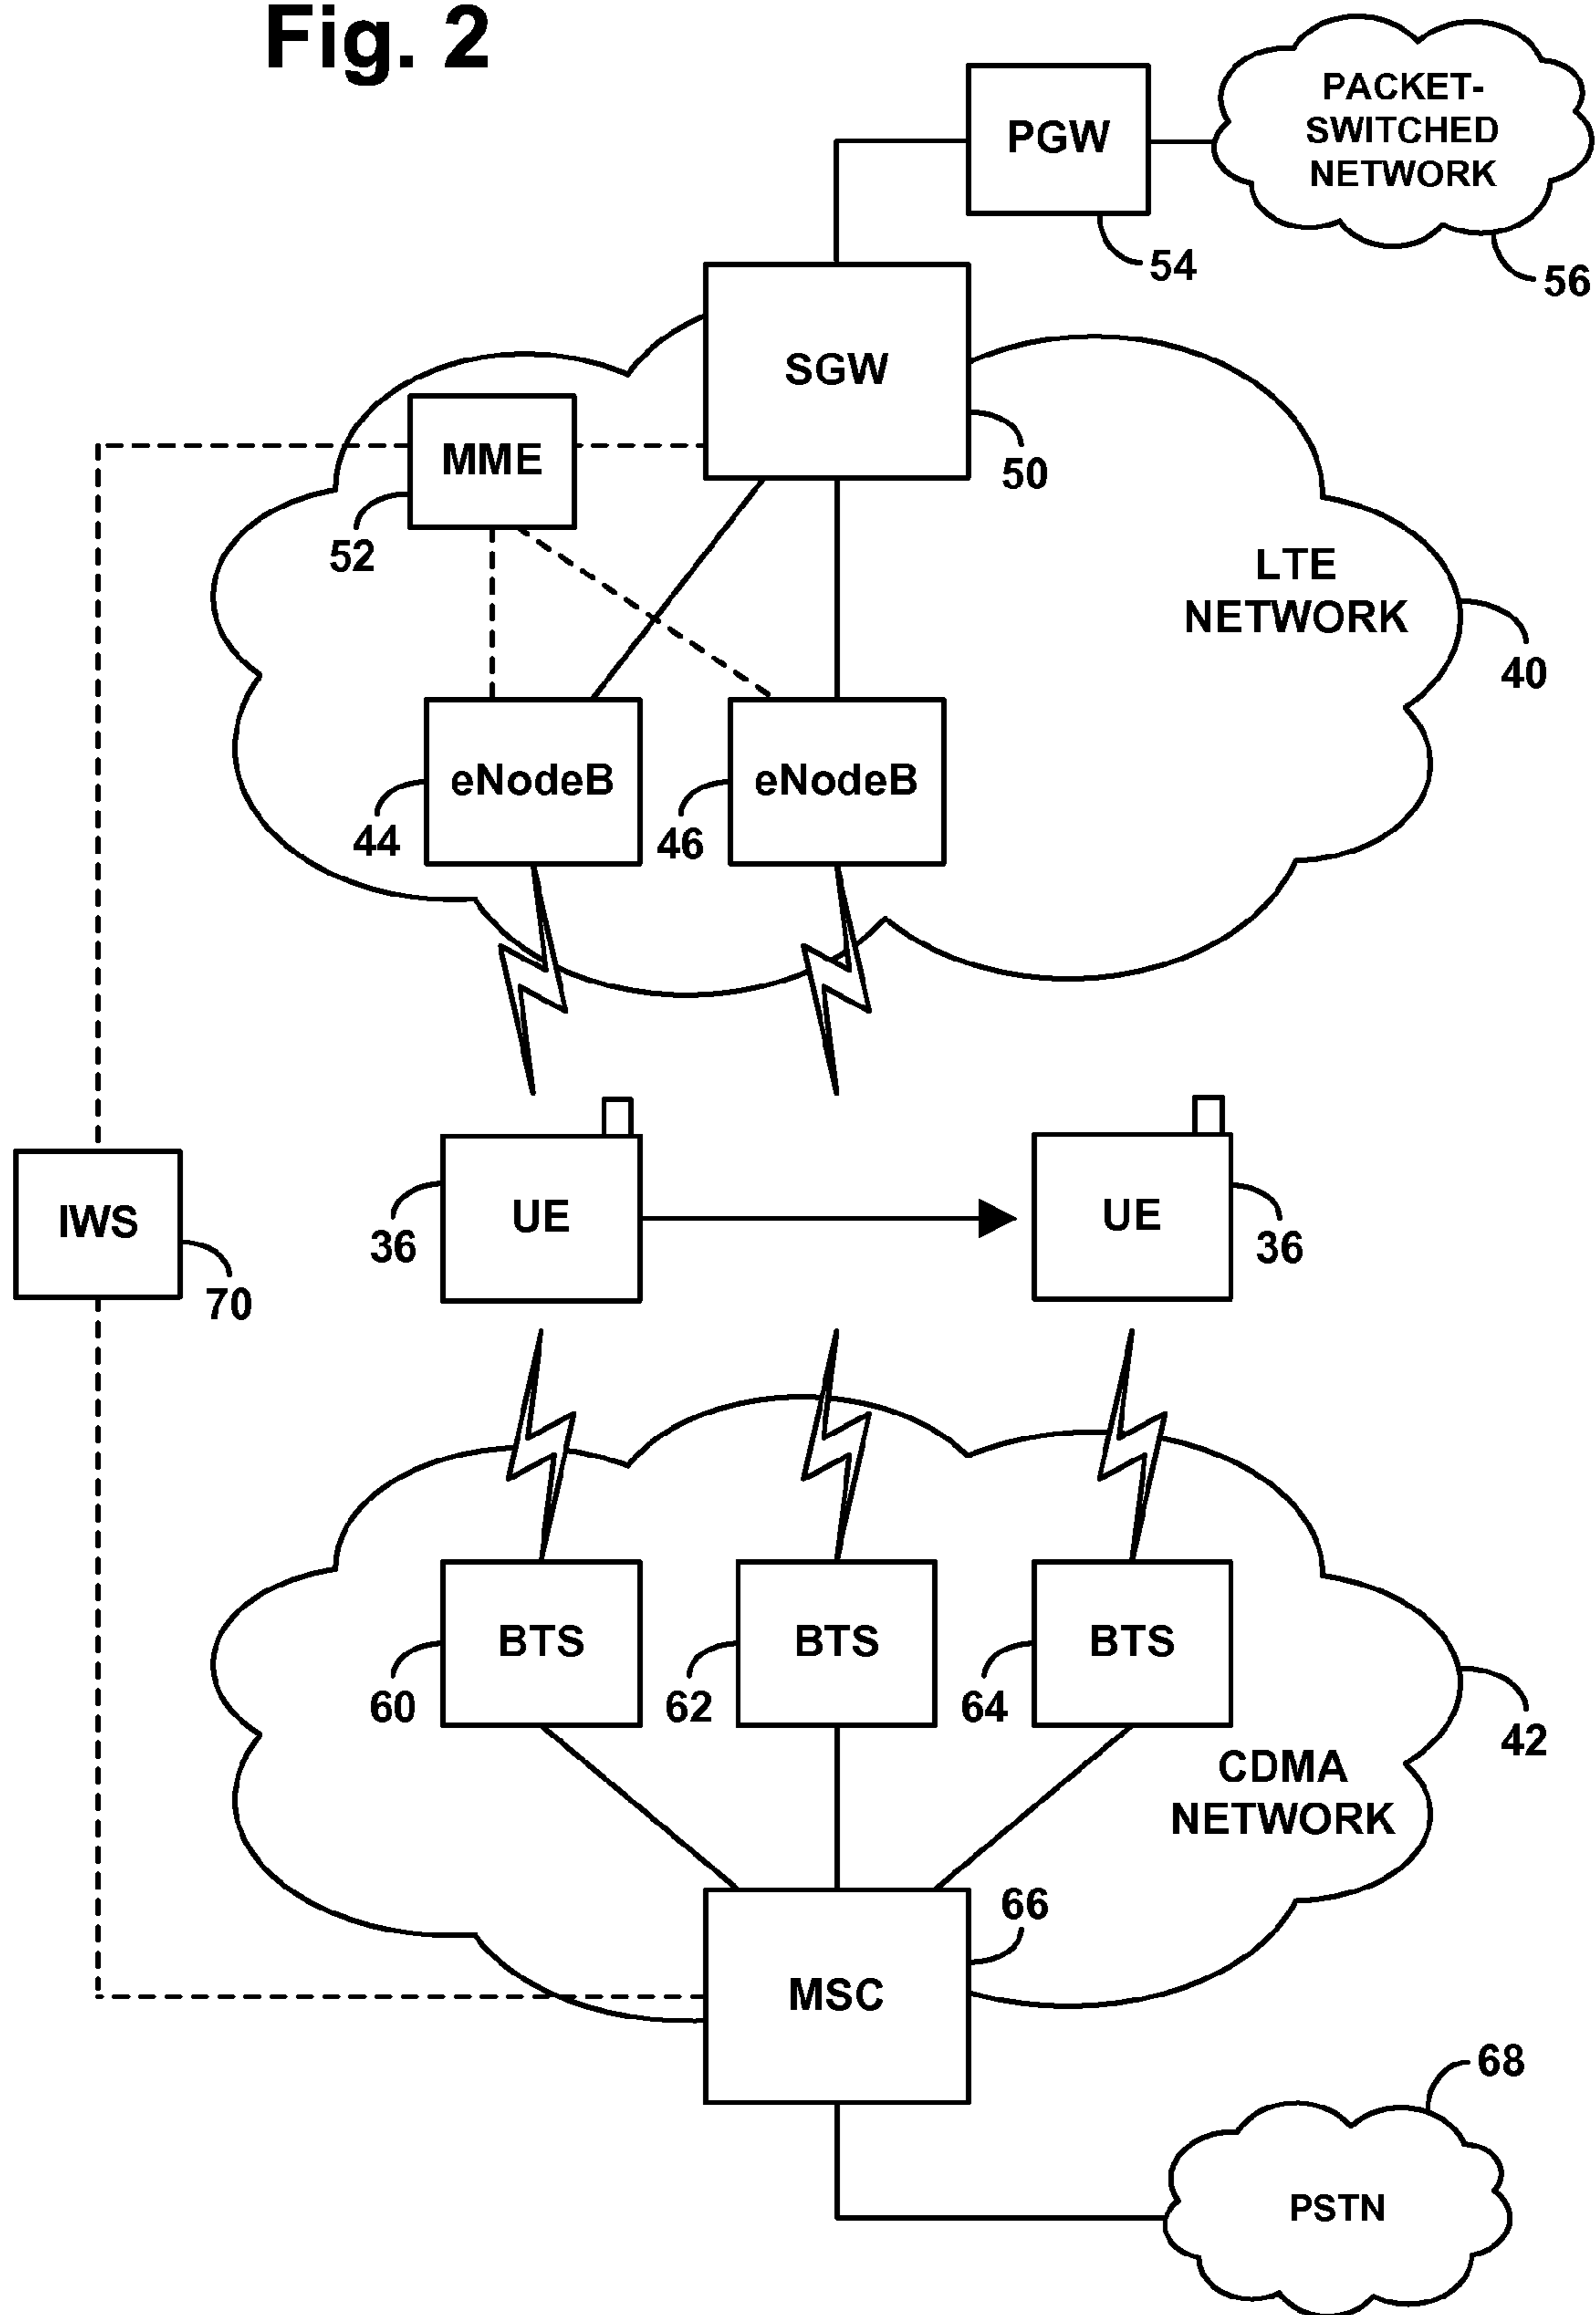 Fig. 2
PACKET-
SWITCHED
NETWORK
PGW
54
56
SGW
MME
50
52
LTE
NETWORK
40
eNodeB
eNodeB
44
46
UE
UE
IWS
36
36
70
BTS
BTS
BTS
60
62
64
42
CDMA
NETWORK
66
MSC
68
PSTN